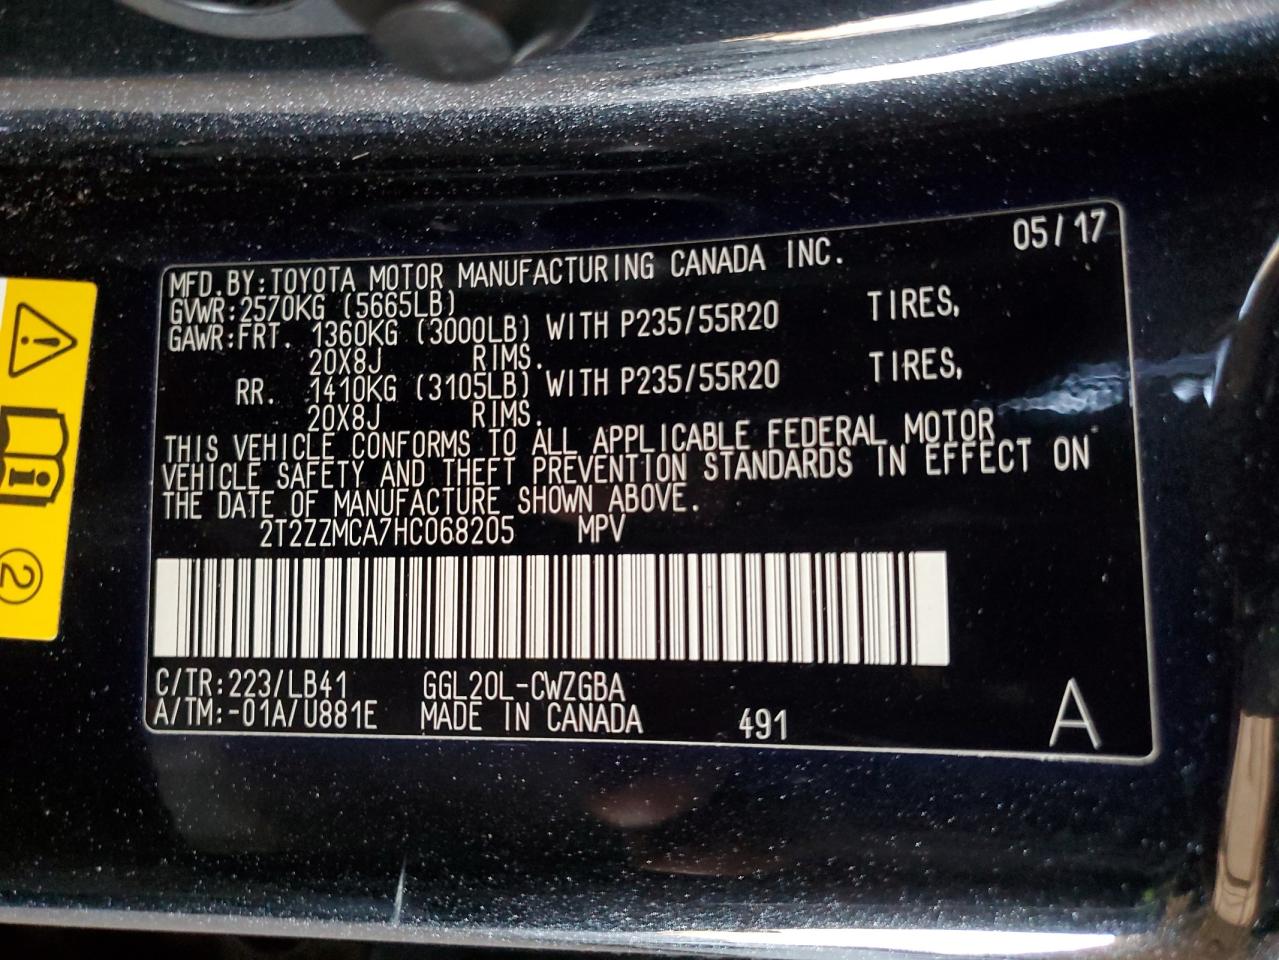 05/17
MFD.BY:TOYOTA MOTOR MANUFACTURING CANADA INC.
GVWR:2570KG (5665LB)
GAWR:FRT. 1360KG (3000LB) WITH P235/55R20 TIRES,
20X8J RIMS.
RR. 1410KG (3105LB) WITH P235/55R20 TIRES,
20X8J RIMS.
THIS VEHICLE CONFORMS TO ALL APPLICABLE FEDERAL MOTOR
VEHICLE SAFETY AND THEFT PREVENTION STANDARDS IN EFFECT ON
THE DATE OF MANUFACTURE SHOWN ABOVE.
2T2ZZMCA7HC068205 MPV
C/TR:223/LB41 GGL20L-CWZGBA
A/TM:-01A/U881E MADE IN CANADA 491 A
2